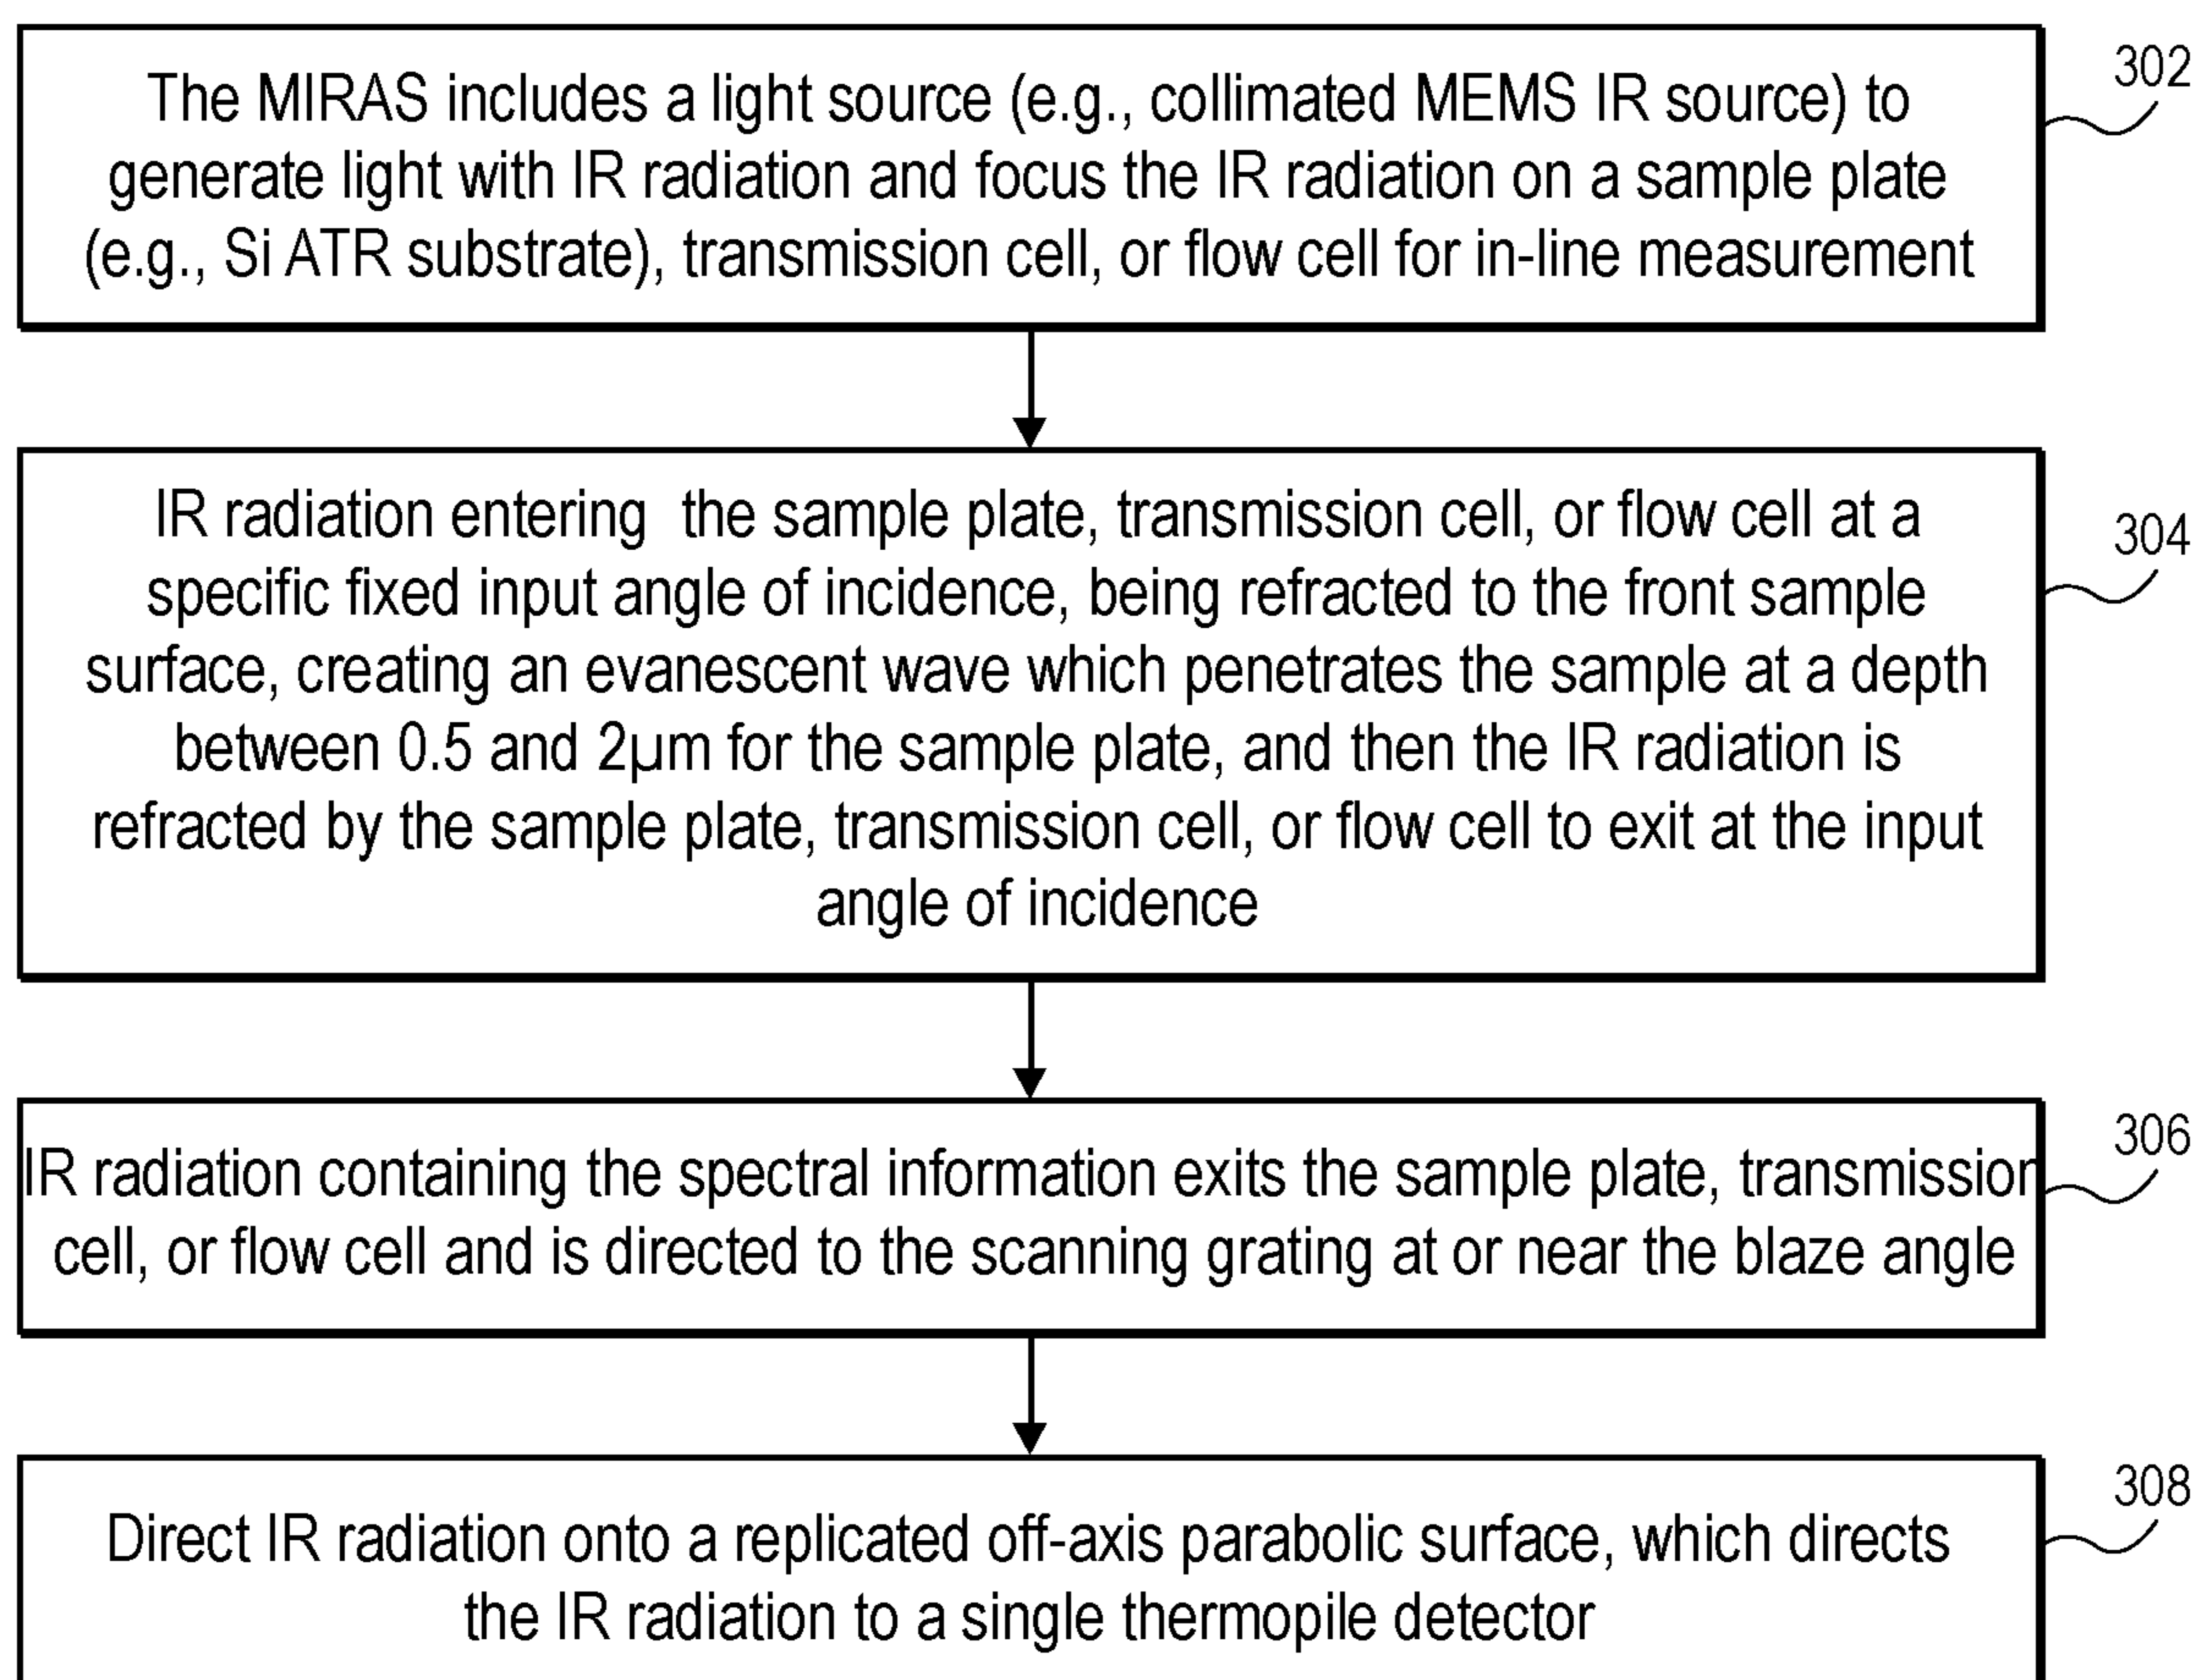 The MIRAS includes a light source (e.g., collimated MEMS IR source) to
generate light with IR radiation and focus the IR radiation on a sample plate
(e.g., Si ATR substrate), transmission cell, or flow cell for in-line measurement
302
IR radiation entering the sample plate, transmission cell, or flow cell at a
specific fixed input angle of incidence, being refracted to the front sample
surface, creating an evanescent wave which penetrates the sample at a depth
between 0.5 and 2µm for the sample plate, and then the IR radiation is
refracted by the sample plate, transmission cell, or flow cell to exit at the input
angle of incidence
304
IR radiation containing the spectral information exits the sample plate, transmission
cell, or flow cell and is directed to the scanning grating at or near the blaze angle
306
Direct IR radiation onto a replicated off-axis parabolic surface, which directs
the IR radiation to a single thermopile detector
308